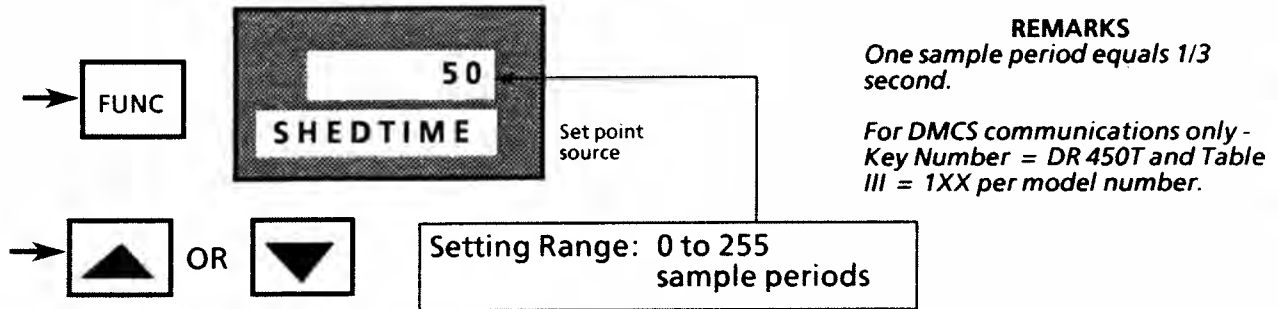 FUNC
50
SHEDTIME
Set point
source
REMARKS
One sample period equals 1/3
second.
For DMCS communications only -
Key Number = DR 450T and Table
III = 1XX per model number.
OR
Setting Range: 0 to 255
sample periods